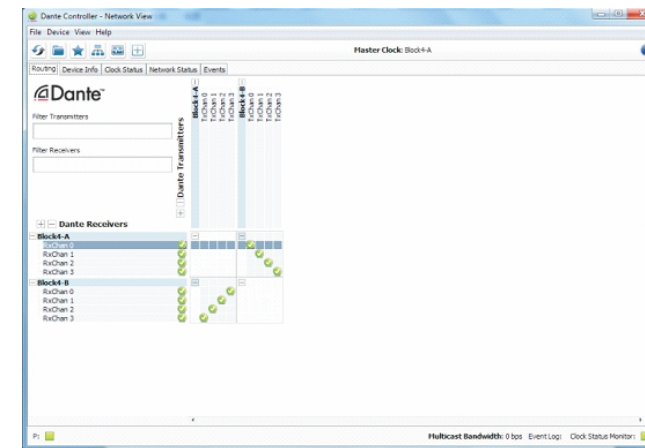 Dante Controller - Network View
File Device View Help
Master Clock: Block4-A
Routing Device Info Clock Status Network Status Events
Dante™
Filter Transmitters
Filter Receivers
Dante Transmitters
Block4-A
TxChan 0
TxChan 1
TxChan 2
TxChan 3
Block4-B
TxChan 0
TxChan 1
TxChan 2
TxChan 3
Dante Receivers
Block4-A
RxChan 0
RxChan 1
RxChan 2
RxChan 3
Block4-B
RxChan 0
RxChan 1
RxChan 2
RxChan 3
P: Multicast Bandwidth: 0 bps Event Log: Clock Status Monitor: